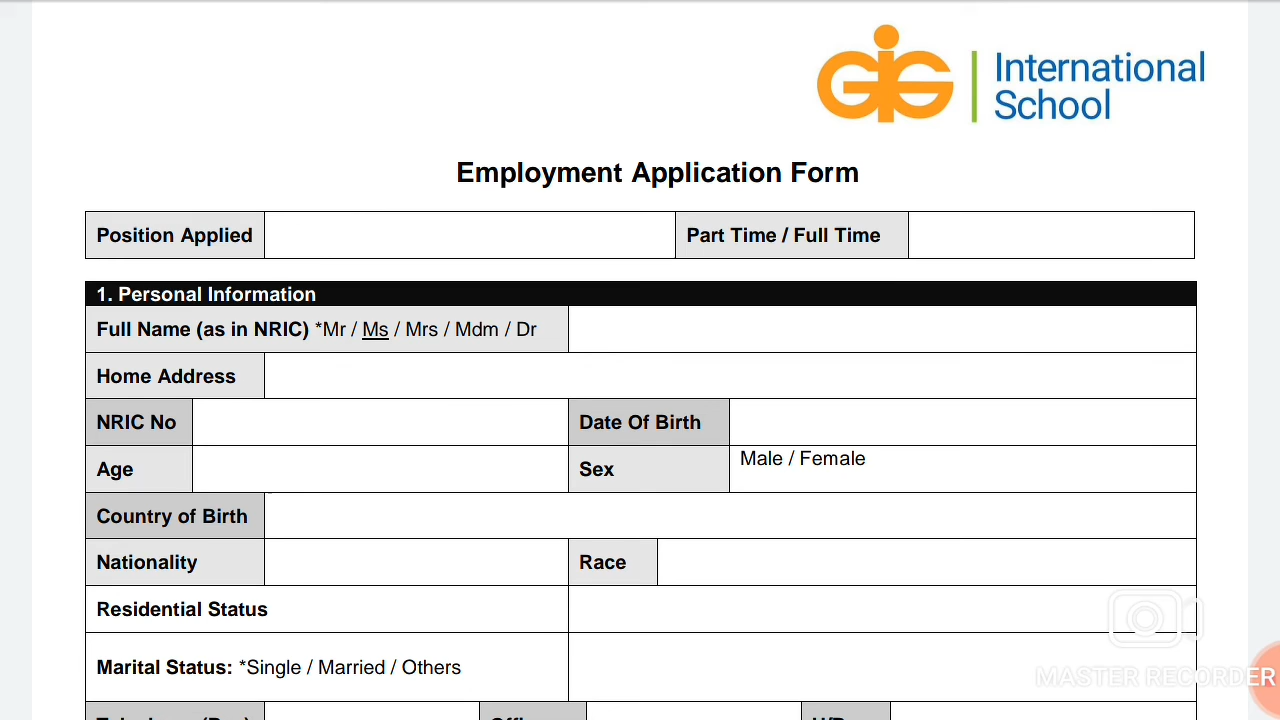 GIG International
School
Employment Application Form
Position Applied Part Time / Full Time
1. Personal Information
Full Name (as in NRIC) *Mr / Ms / Mrs / Mdm / Dr
Home Address
NRIC No Date Of Birth
Age Sex Male / Female
Country of Birth
Nationality Race
Residential Status
Marital Status: *Single / Married / Others
MASTER RECORDER